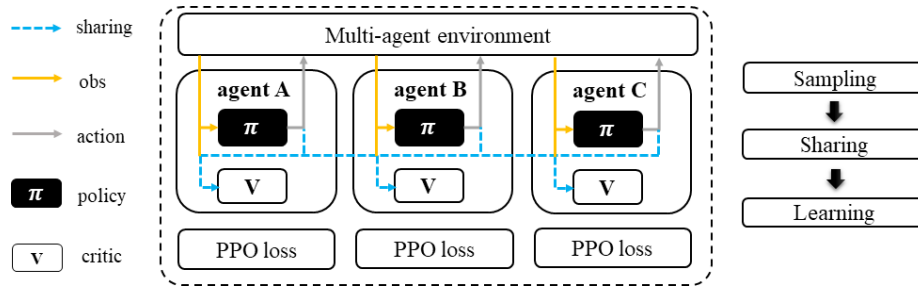 sharing
obs
action
π
policy
V
critic
Multi-agent environment
agent A
agent B
agent C
π
π
π
V
V
V
PPO loss
PPO loss
PPO loss
Sampling
Sharing
Learning